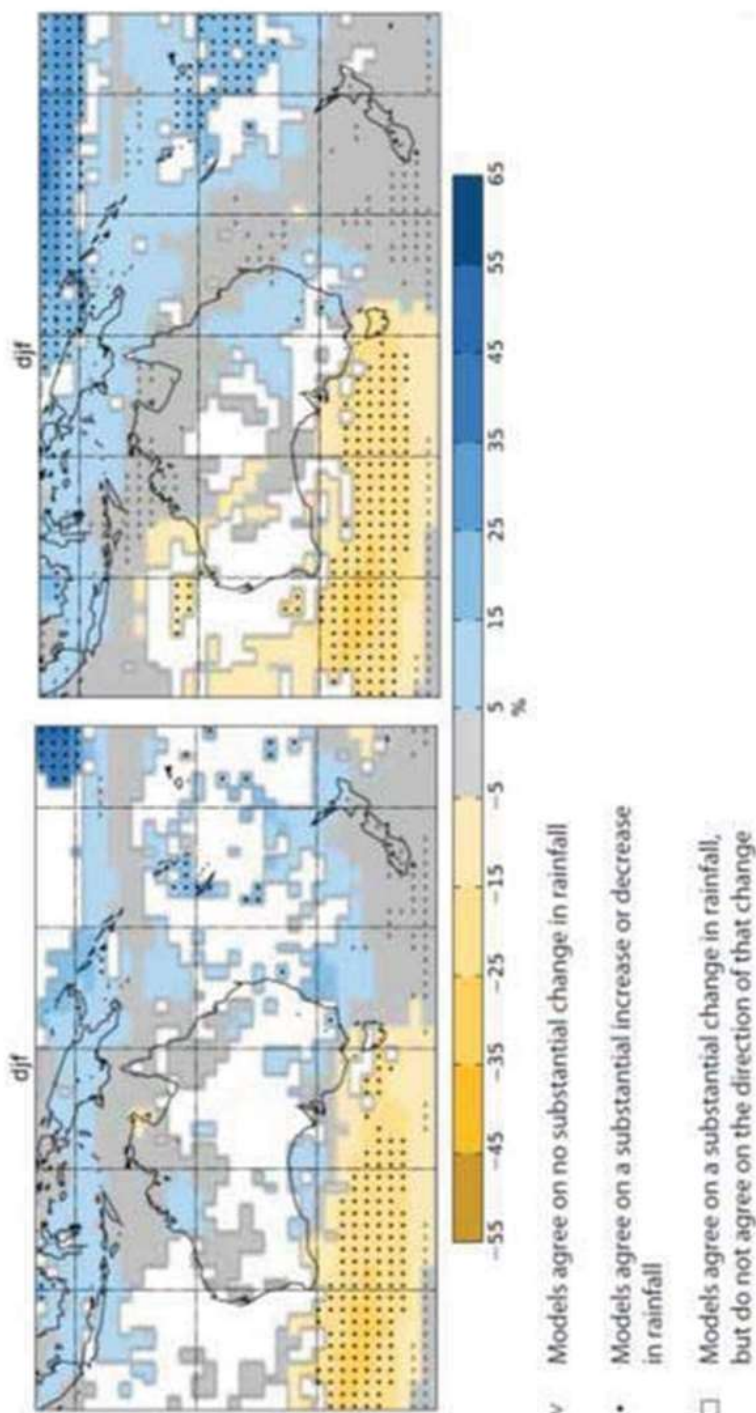 djf
djf
−55 −45 −35 −25 −15 −5 5 15 25 35 45 55 65
%
v Models agree on no substantial change in rainfall
• Models agree on a substantial increase or decrease
in rainfall
□ Models agree on a substantial change in rainfall,
but do not agree on the direction of that change